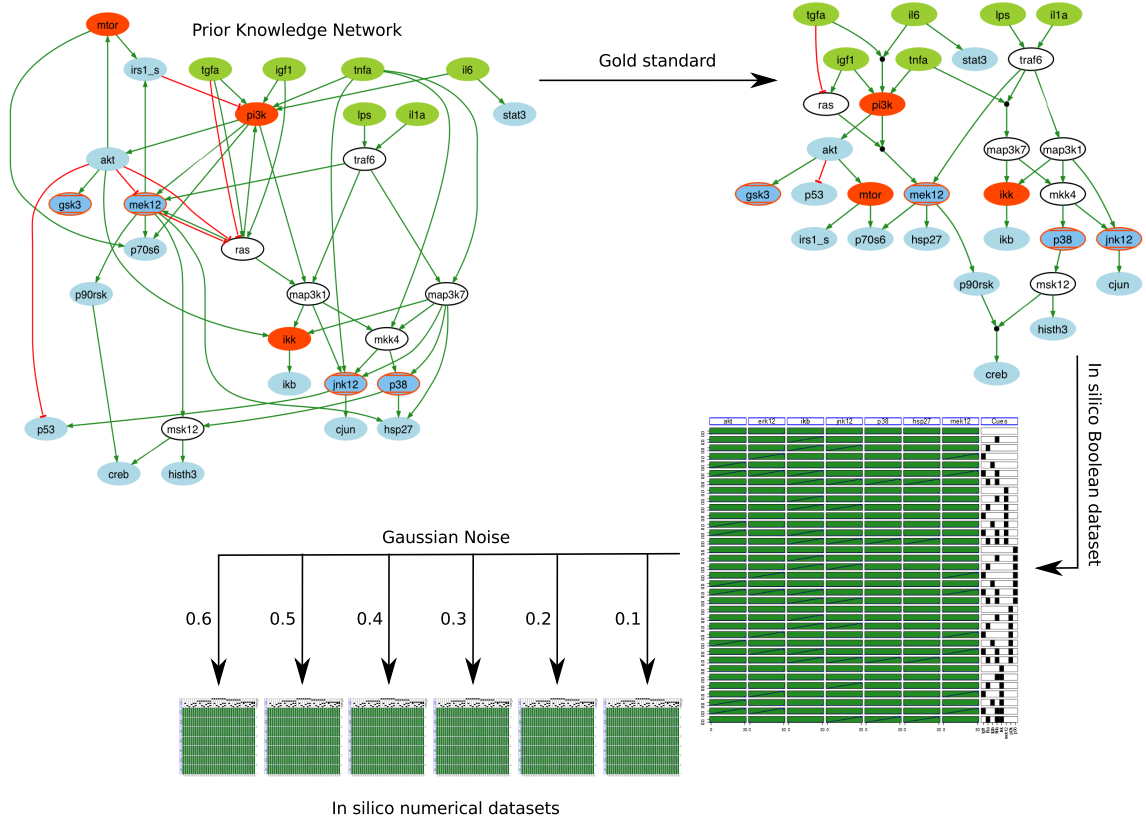 Prior Knowledge Network
mtor
irs1_s
tgfa
igf1
tnfa
il6
pi3k
lps
il1a
stat3
akt
traf6
gsk3
mek12
p70s6
ras
p90rsk
map3k1
map3k7
ikk
mkk4
ikb
jnk12
p38
p53
msk12
cjun
hsp27
creb
histh3
Gold standard
tgfa
il6
lps
il1a
igf1
tnfa
stat3
traf6
ras
pi3k
akt
map3k7
map3k1
gsk3
p53
mtor
mek12
ikk
mkk4
irs1_s
p70s6
hsp27
ikb
p38
jnk12
p90rsk
msk12
cjun
histh3
creb
In silico Boolean dataset
akt erk12 ikb jnk12 p38 hsp27 mek12 Cues
Gaussian Noise
0.6 0.5 0.4 0.3 0.2 0.1
In silico numerical datasets